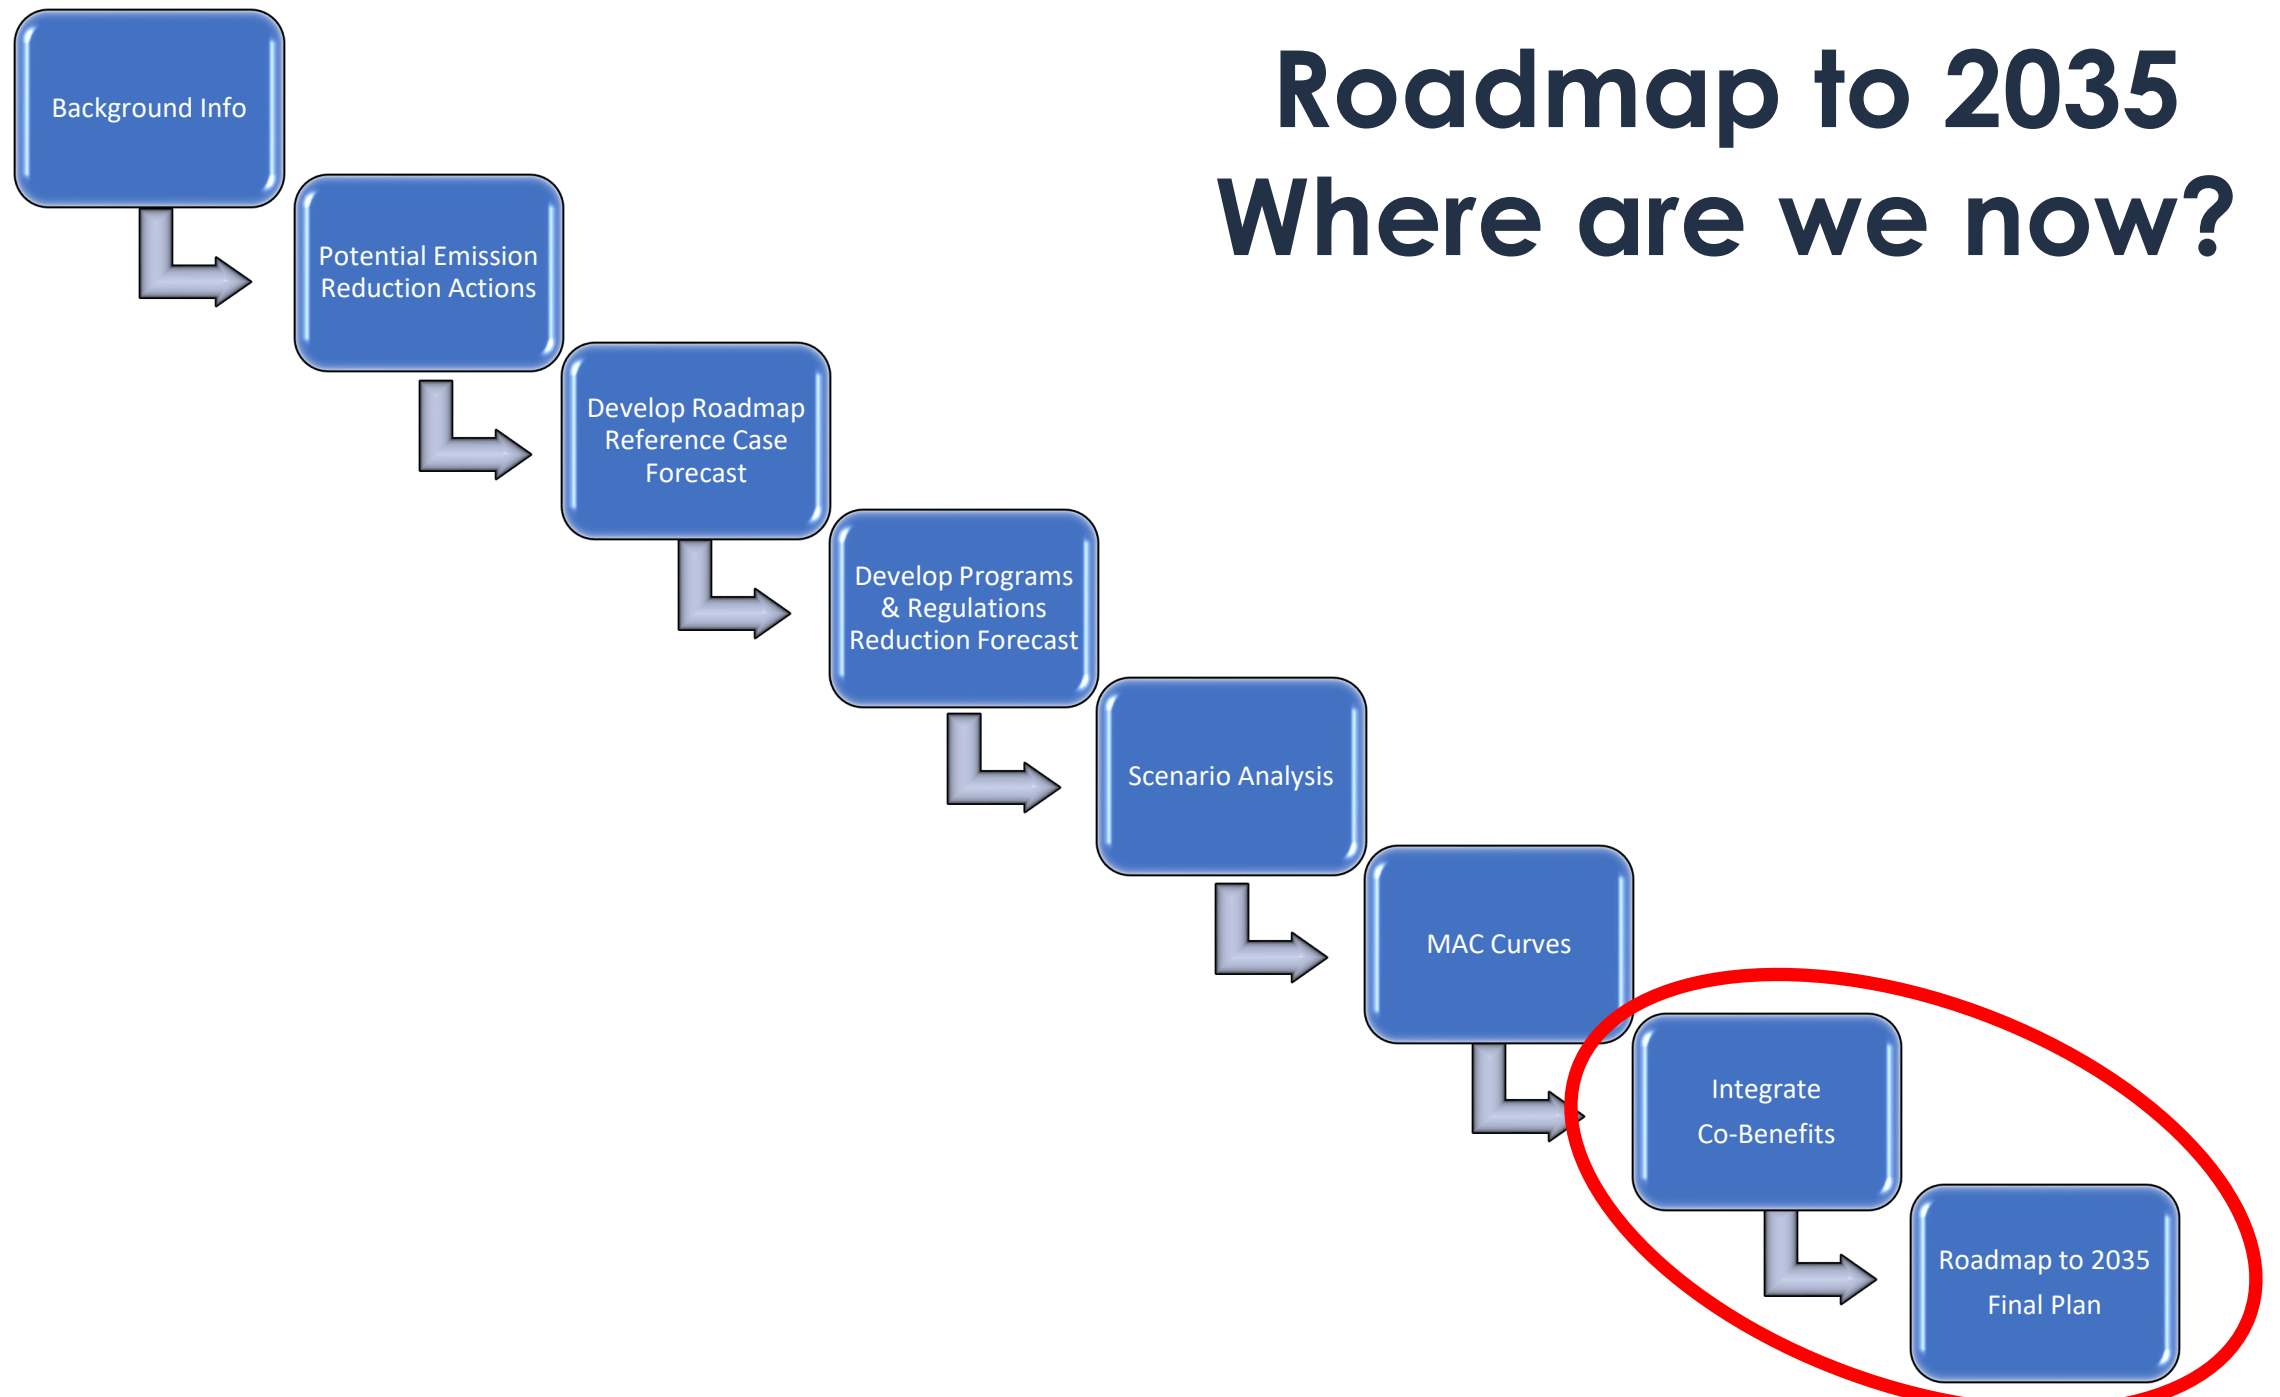 Roadmap to 2035
Where are we now?
Background Info
Potential Emission
Reduction Actions
Develop Roadmap
Reference Case
Forecast
Develop Programs
& Regulations
Reduction Forecast
Scenario Analysis
MAC Curves
Integrate
Co-Benefits
Roadmap to 2035
Final Plan